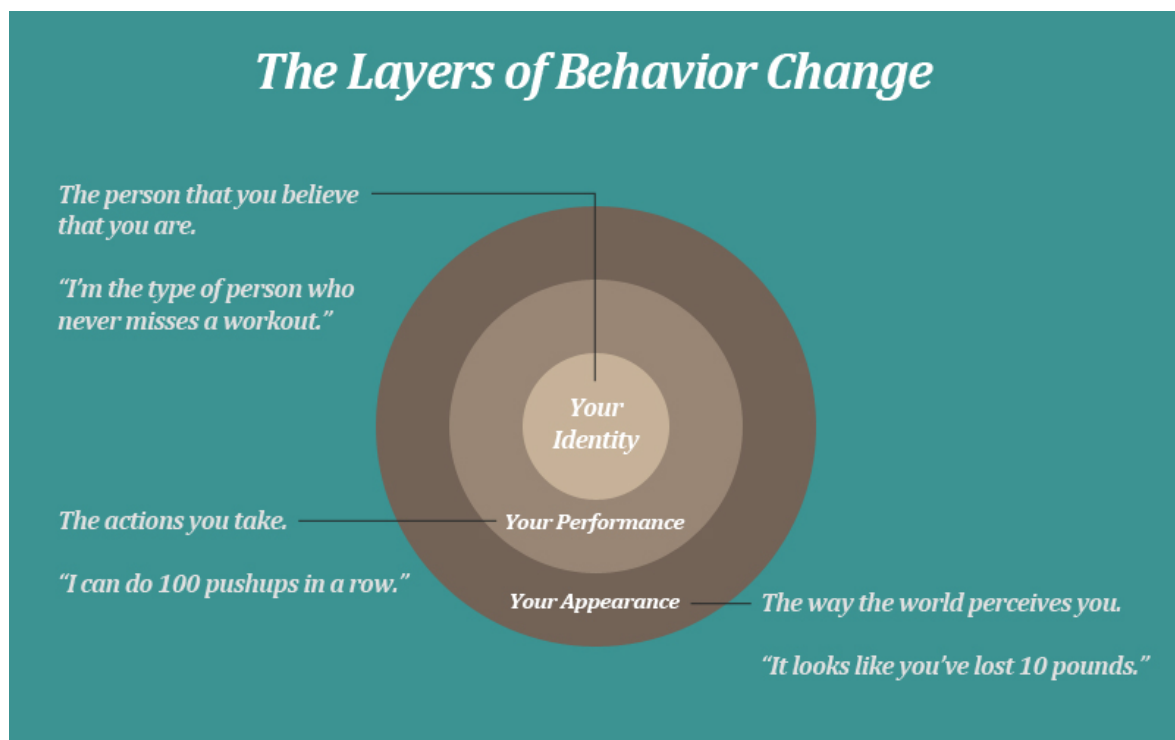 The Layers of Behavior Change
The person that you believe
that you are.
“I’m the type of person who
never misses a workout.”
Your
Identity
The actions you take.
Your Performance
“I can do 100 pushups in a row.”
Your Appearance
The way the world perceives you.
“It looks like you’ve lost 10 pounds.”